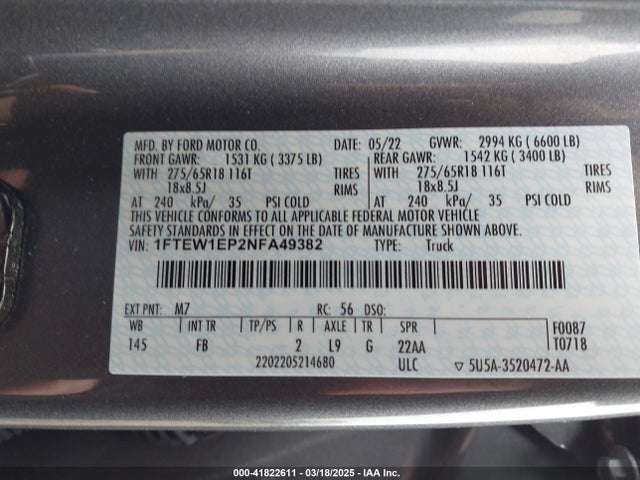 MFD. BY FORD MOTOR CO. DATE: 05/22 GVWR: 2994 KG ( 6600 LB)
FRONT GAWR: 1531 KG ( 3375 LB) REAR GAWR: 1542 KG ( 3400 LB)
WITH 275/65R18 116T TIRES WITH 275/65R18 116T TIRES
18x8.5J RIMS 18x8.5J RIMS
AT 240 kPa/ 35 PSI COLD AT 240 kPa/ 35 PSI COLD
THIS VEHICLE CONFORMS TO ALL APPLICABLE FEDERAL MOTOR VEHICLE
SAFETY STANDARDS IN EFFECT ON THE DATE OF MANUFACTURE SHOWN ABOVE.
VIN: 1FTEW1EP2NFA49382 TYPE: Truck
EXT PNT: M7 RC: 56 DSO:
WB INT TR TP/PS R AXLE TR SPR F0087
145 FB 2 L9 G 22AA T0718
2202205214680 ULC ▽ 5U5A-3520472-AA
000-41822611 - 03/18/2025 - IAA Inc.